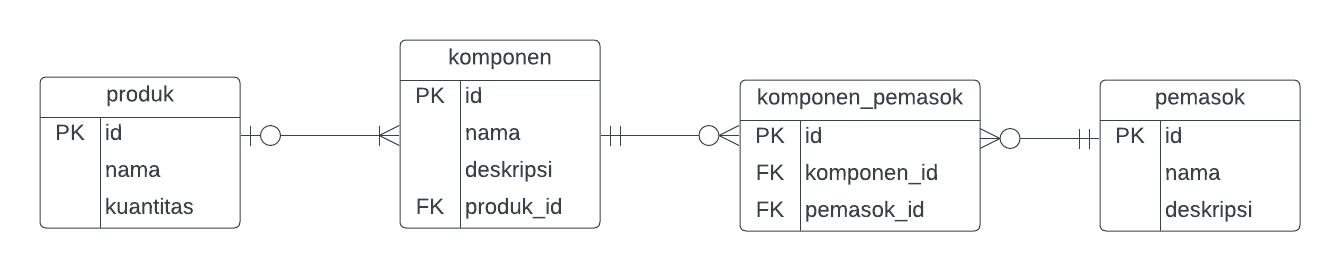 produk
PK id
nama
kuantitas
komponen
PK id
nama
deskripsi
FK produk_id
komponen_pemasok
PK id
FK komponen_id
FK pemasok_id
pemasok
PK id
nama
deskripsi